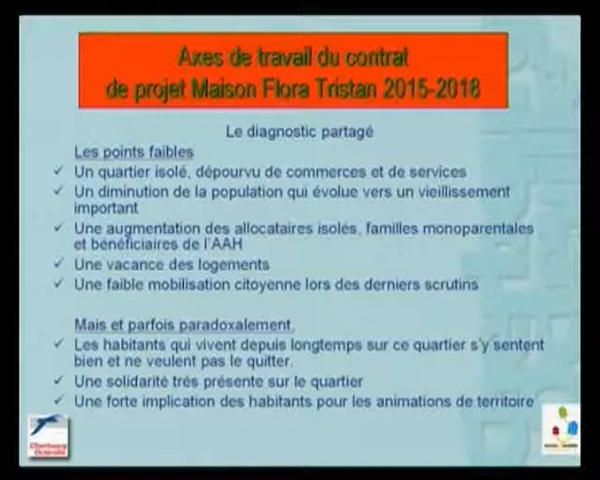 Axes de travail du contrat
de projet Maison Flora Tristan 2015-2018
Le diagnostic partagé
Les points faibles
✓ Un quartier isolé, dépourvu de commerces et de services
✓ Un diminution de la population qui évolue vers un vieillissement
important
✓ Une augmentation des allocataires isolés, familles monoparentales
et bénéficiaires de l'AAH
✓ Une vacance des logements
✓ Une faible mobilisation citoyenne lors des derniers scrutins
Mais et parfois paradoxalement,
✓ Les habitants qui vivent depuis longtemps sur ce quartier s'y sentent
bien et ne veulent pas le quitter.
✓ Une solidarité très présente sur le quartier
✓ Une forte implication des habitants pour les animations de territoire
Cherbourg
Octeville